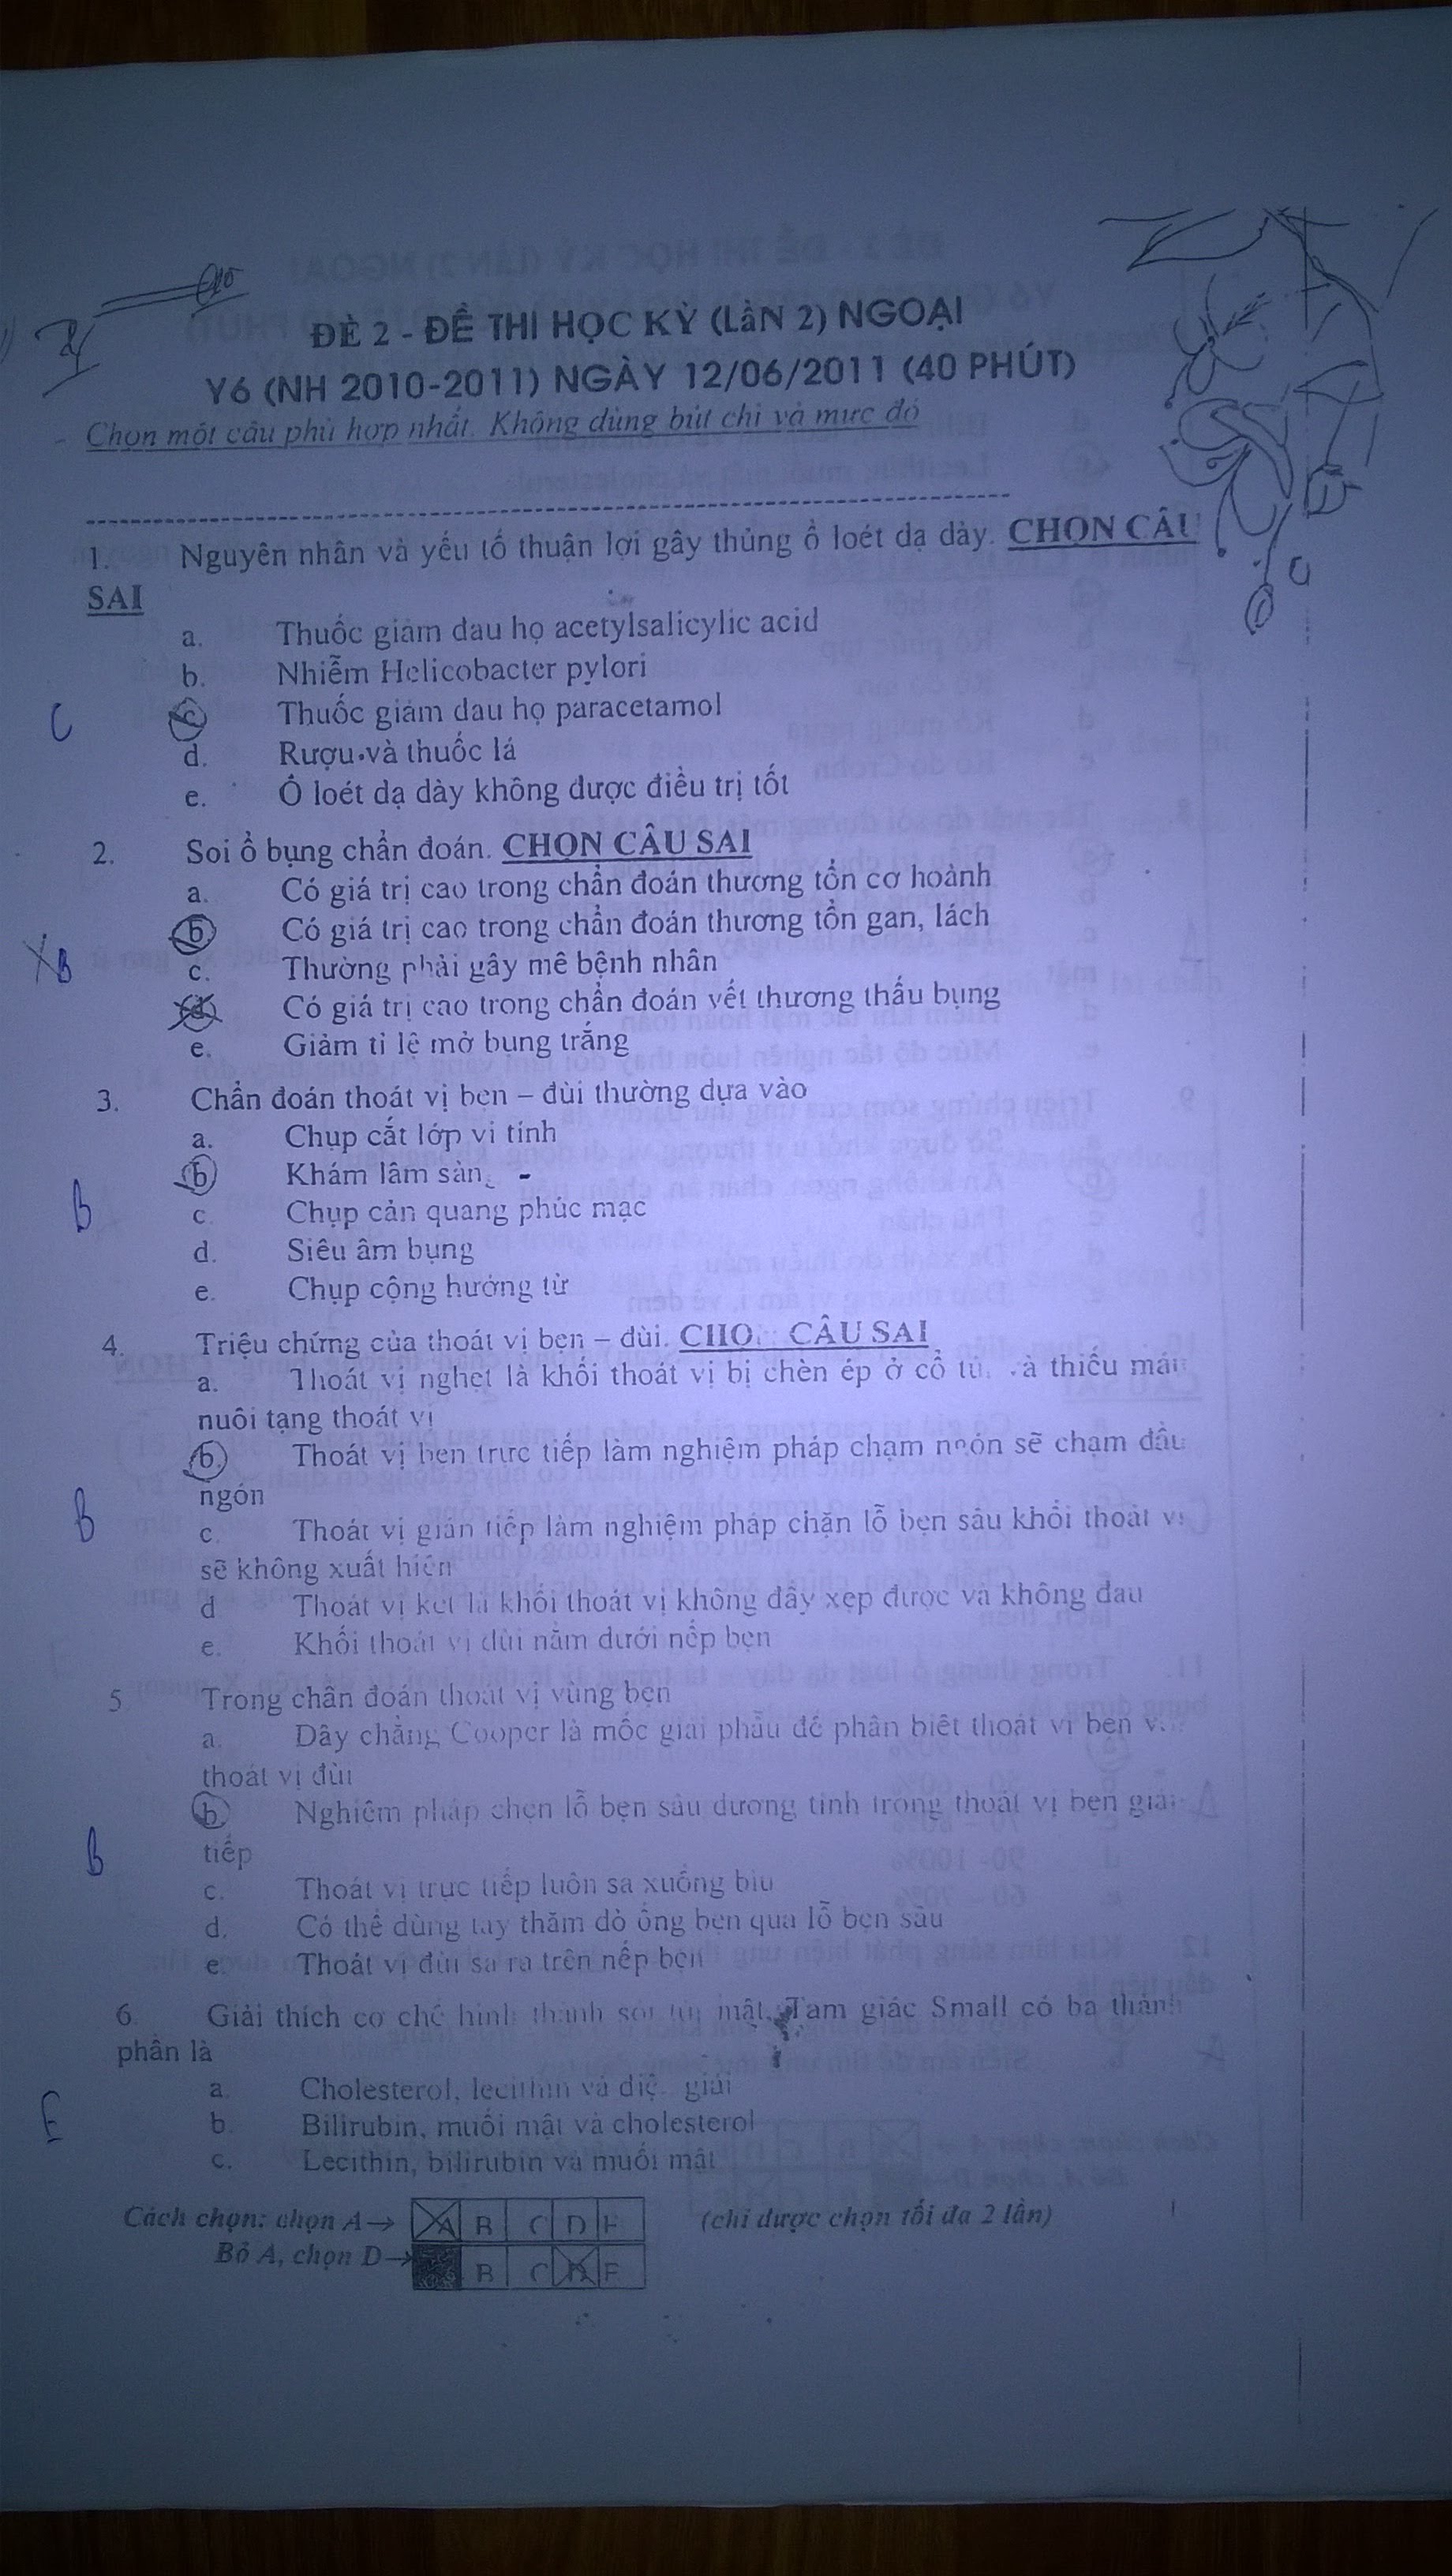 ĐỀ 2 - ĐỀ THI HỌC KỲ (LẦN 2) NGOẠI
Y6 (NH 2010-2011) NGÀY 12/06/2011 (40 PHÚT)
Chọn một câu phù hợp nhất. Không dùng bút chì và mực đỏ
1. Nguyên nhân và yếu tố thuận lợi gây thủng ổ loét dạ dày. CHỌN CÂU
SAI
a. Thuốc giảm đau họ acetylsalicylic acid
b. Nhiễm Helicobacter pylori
C c. Thuốc giảm đau họ paracetamol
d. Rượu và thuốc lá
e. Ổ loét dạ dày không được điều trị tốt
2. Soi ổ bụng chẩn đoán. CHỌN CÂU SAI
a. Có giá trị cao trong chẩn đoán thương tổn cơ hoành
b. Có giá trị cao trong chẩn đoán thương tổn gan, lách
B c. Thường phải gây mê bệnh nhân
d. Có giá trị cao trong chẩn đoán vết thương thấu bụng
e. Giảm tỉ lệ mở bụng trắng
3. Chẩn đoán thoát vị bẹn – đùi thường dựa vào
a. Chụp cắt lớp vi tính
b. Khám lâm
B c. Chụp cản quang phúc mạc
d. Siêu âm bụng
e. Chụp cộng hưởng từ
4. Triệu chứng của thoát vị bẹn – đùi. CÂU SAI
a. Thoát vị nghẹt là khối thoát vị bị chèn ép ở cổ và thiếu máu
nuôi tạng thoát vị
b. Thoát vị bẹn trực tiếp làm nghiệm pháp chạm ngón sẽ chạm đầu
ngón
B c. Thoát vị gián tiếp làm nghiệm pháp chặn lỗ bẹn sâu khối thoát vị
sẽ không xuất hiện
d Thoát vị kẹt là khối thoát vị không đẩy xẹp được và không đau
e. Khối thoát vị đùi nằm dưới nếp bẹn
5 Trong chẩn đoán thoát vị vùng bẹn
a. Dây chằng Cooper là mốc giải phẫu để phân biệt thoát vị bẹn
thoát vị đùi
b. Nghiệm pháp chẹn lỗ bẹn sâu dương tính trong thoát vị bẹn gián
B tiếp
c. Thoát vị trực tiếp luôn sa xuống bìu
d. Có thể dùng tay thăm dò ống bẹn qua lỗ bẹn sâu
e. Thoát vị đùi sa ra trên nếp bẹn
6. Giải thích cơ chế hình thành sỏi túi mật. Tam giác Small có ba thành
phần là
a. Cholesterol, lecithin và giải
E b. Bilirubin, muối mật và cholesterol
c. Lecithin, bilirubin và muối mật
Cách chọn: chọn A→ A B C D E (chỉ được chọn tối đa 2 lần)
Bỏ A, chọn D→ B C D E